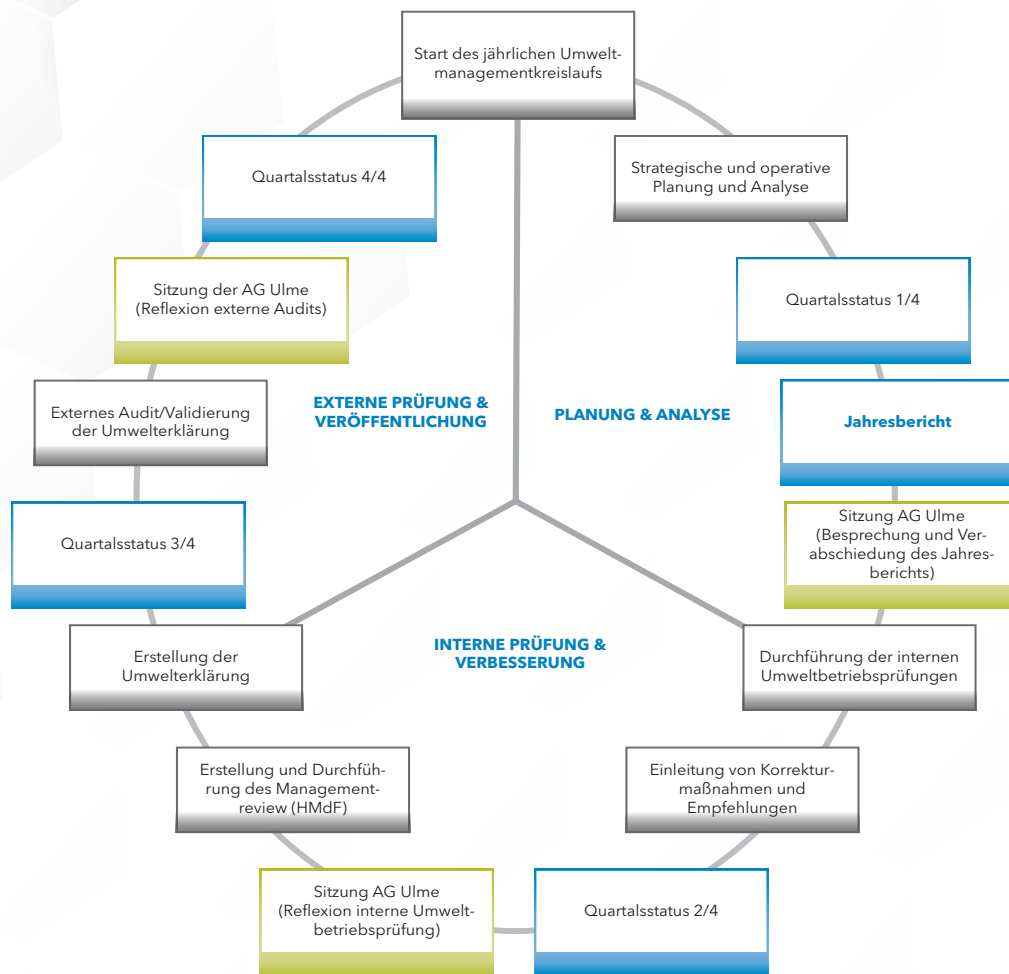 Start des jährlichen Umwelt-
managementkreislaufs
Strategische und operative
Planung und Analyse
Quartalsstatus 1/4
Jahresbericht
Sitzung AG Ulme
(Besprechung und Ver-
abschiedung des Jahres-
berichts)
Durchführung der internen
Umweltbetriebsprüfungen
Einleitung von Korrektur-
maßnahmen und
Empfehlungen
Quartalsstatus 2/4
Sitzung AG Ulme
(Reflexion interne Umwelt-
betriebsprüfung)
Erstellung und Durchfüh-
rung des Management-
review (HMdF)
Erstellung der
Umwelterklärung
Quartalsstatus 3/4
Externes Audit/Validierung
der Umwelterklärung
Sitzung der AG Ulme
(Reflexion externe Audits)
Quartalsstatus 4/4
EXTERNE PRÜFUNG &
VERÖFFENTLICHUNG
PLANUNG & ANALYSE
INTERNE PRÜFUNG &
VERBESSERUNG